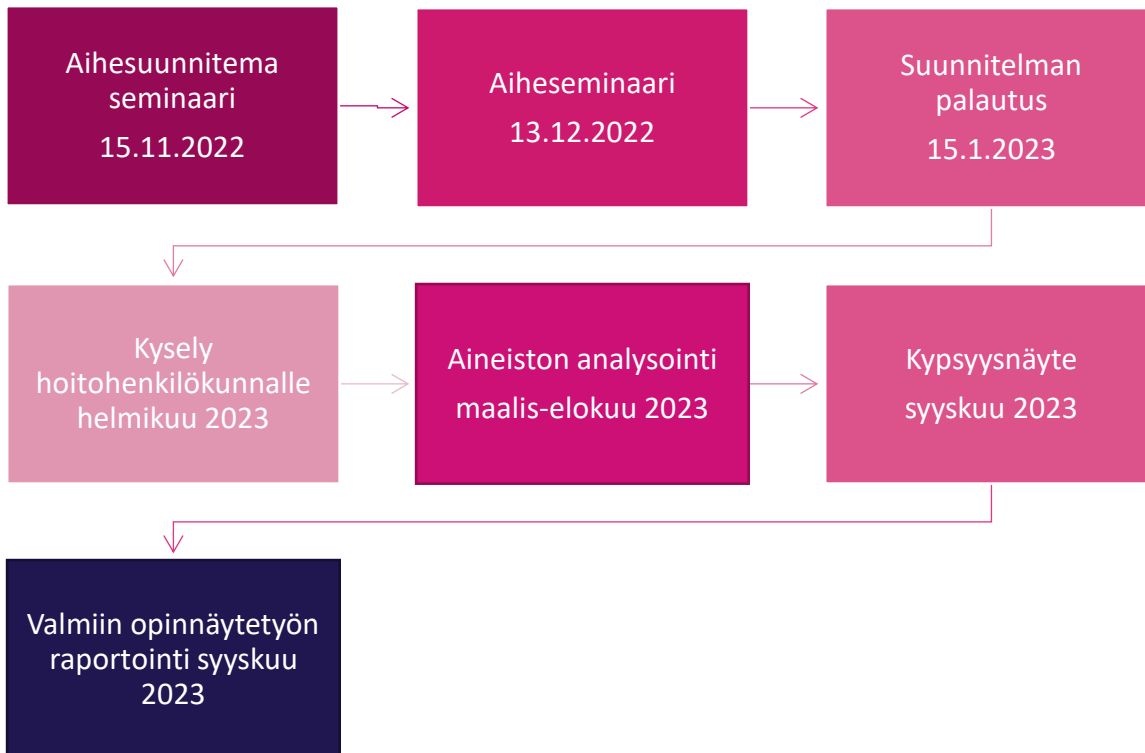 Aihesuunnitema
seminaari
15.11.2022
Aiheseminaari
13.12.2022
Suunnitelman
palautus
15.1.2023
Kysely
hoitohenkilökunnalle
helmikuu 2023
Aineiston analysointi
maalis-elokuu 2023
Kypsyysnäyte
syyskuu 2023
Valmiin opinnäytetyön
raportointi syyskuu
2023